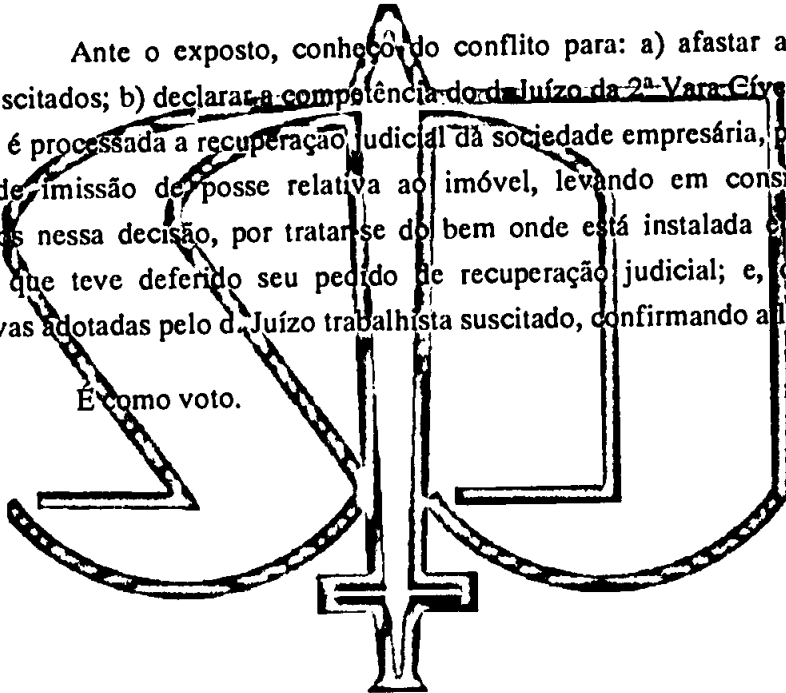 Ante o exposto, conheço do conflito para: a) afastar a
scitados; b) declarar a competência do d. Juízo da 2ª Vara Cíve
é processada a recuperação judicial da sociedade empresária, p
de imissão de posse relativa ao imóvel, levando em cons
nessa decisão, por tratar-se do bem onde está instalada
que teve deferido seu pedido de recuperação judicial; e,
vas adotadas pelo d. Juízo trabalhista suscitado, confirmando a l
É como voto.